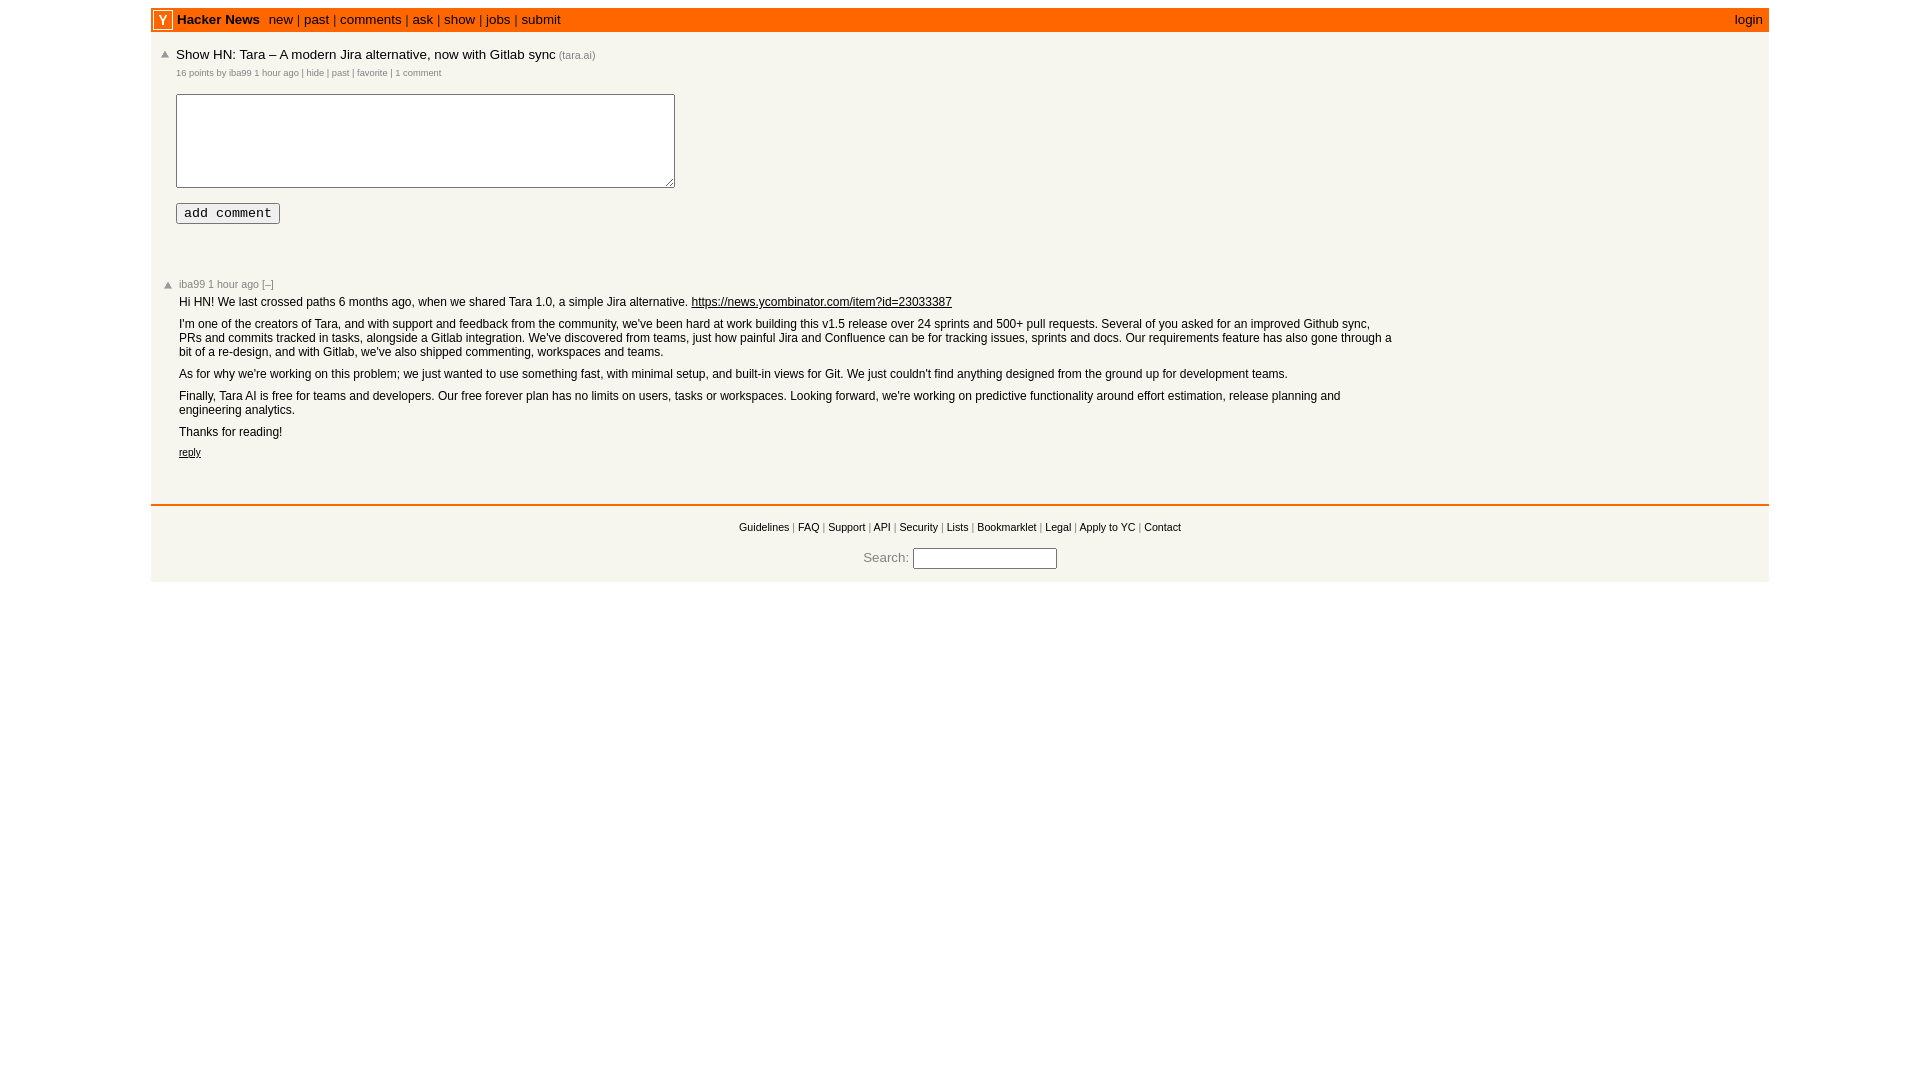 Y Hacker News new | past | comments | ask | show | jobs | submit login
Show HN: Tara – A modern Jira alternative, now with Gitlab sync (tara.ai)
16 points by iba99 1 hour ago | hide | past | favorite | 1 comment
add comment
iba99 1 hour ago [–]
Hi HN! We last crossed paths 6 months ago, when we shared Tara 1.0, a simple Jira alternative. https://news.ycombinator.com/item?id=23033387
I'm one of the creators of Tara, and with support and feedback from the community, we've been hard at work building this v1.5 release over 24 sprints and 500+ pull requests. Several of you asked for an improved Github sync,
PRs and commits tracked in tasks, alongside a Gitlab integration. We've discovered from teams, just how painful Jira and Confluence can be for tracking issues, sprints and docs. Our requirements feature has also gone through a
bit of a re-design, and with Gitlab, we've also shipped commenting, workspaces and teams.
As for why we're working on this problem; we just wanted to use something fast, with minimal setup, and built-in views for Git. We just couldn't find anything designed from the ground up for development teams.
Finally, Tara AI is free for teams and developers. Our free forever plan has no limits on users, tasks or workspaces. Looking forward, we're working on predictive functionality around effort estimation, release planning and
engineering analytics.
Thanks for reading!
reply
Guidelines | FAQ | Support | API | Security | Lists | Bookmarklet | Legal | Apply to YC | Contact
Search: